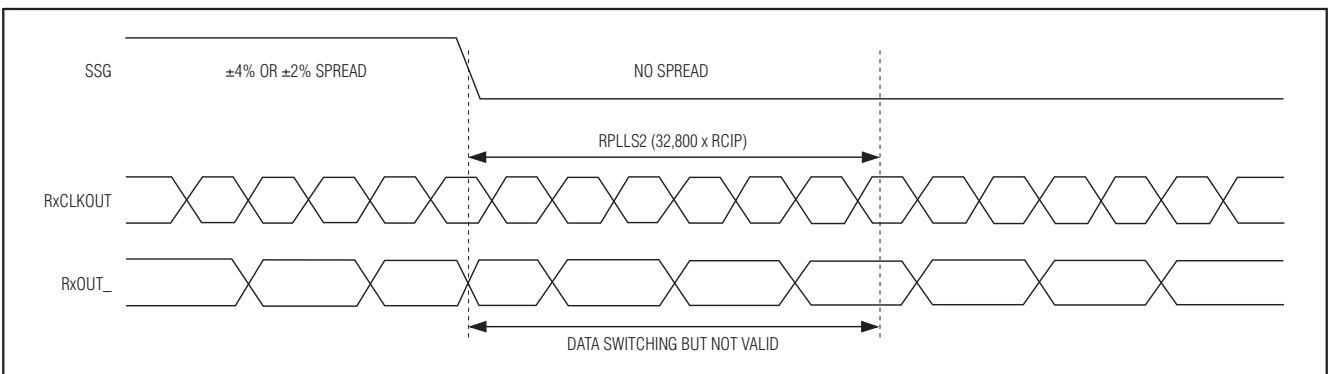 SSG
±4% OR ±2% SPREAD
NO SPREAD
RPLLS2 (32,800 x RCIP)
RxCLKOUT
RxOUT_
DATA SWITCHING BUT NOT VALID